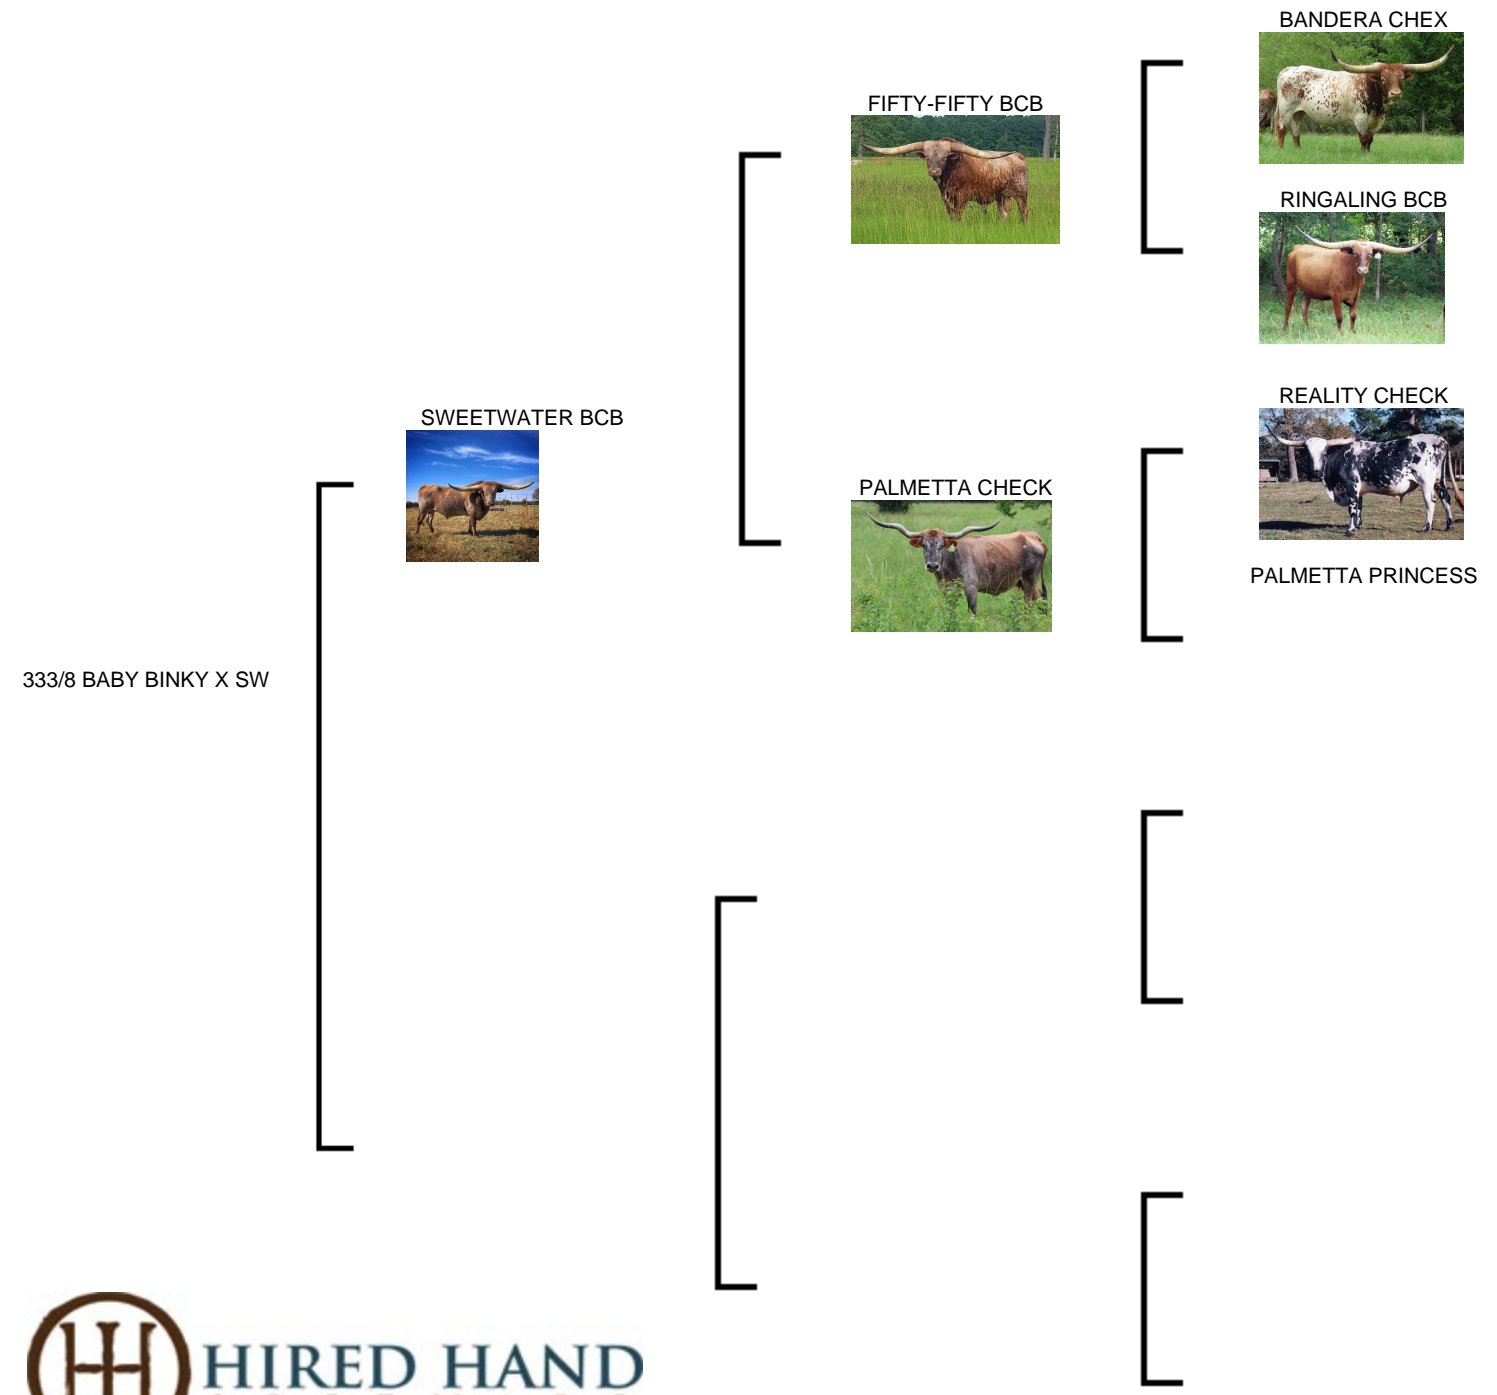 BANDERA CHEX
FIFTY-FIFTY BCB
RINGALING BCB
REALITY CHECK
SWEETWATER BCB
PALMETTA CHECK
PALMETTA PRINCESS
333/8 BABY BINKY X SW
HIRED HAND